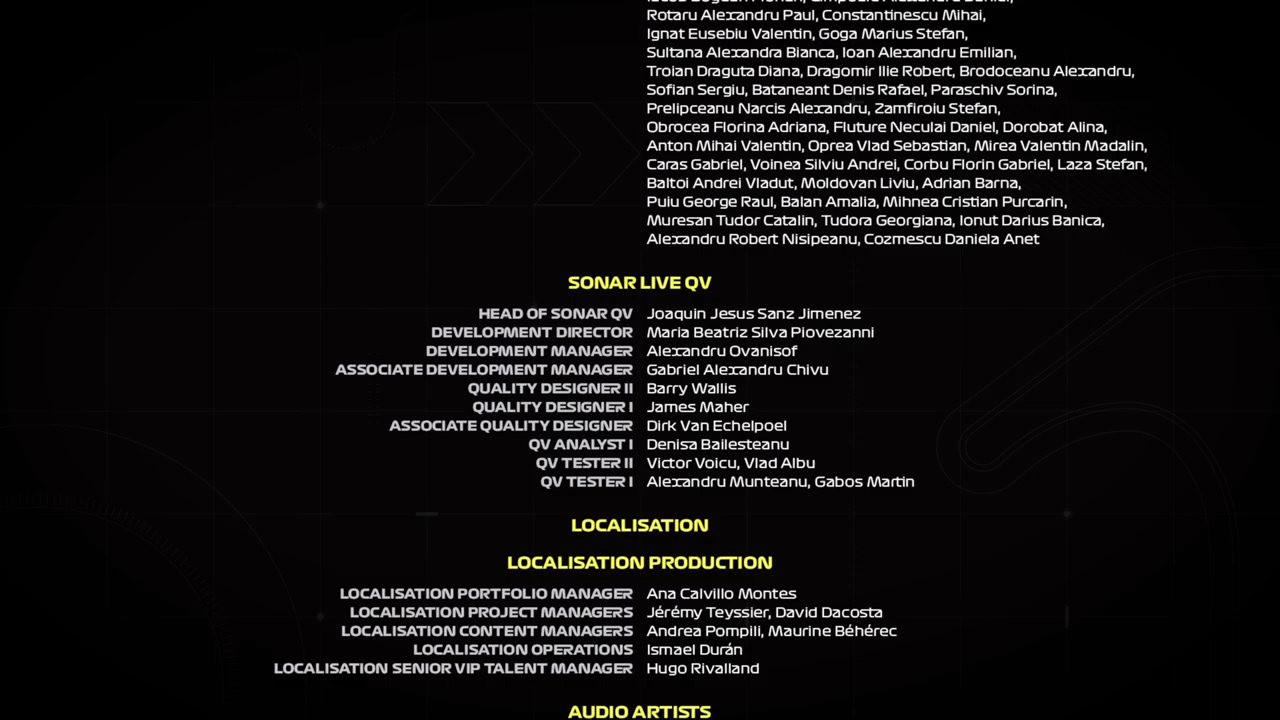 Rotaru Alexandru Paul, Constantinescu Mihai,
Ignat Eusebiu Valentin, Goga Marius Stefan,
Sultana Alexandra Bianca, Ioan Alexandru Emilian,
Troian Draguta Diana, Dragomir Ilie Robert, Brodoceanu Alexandru,
Sofian Sergiu, Bataneant Denis Rafael, Paraschiv Sorina,
Prelipceanu Narcis Alexandru, Zamfiroiu Stefan,
Obrocea Florina Adriana, Fluture Neculai Daniel, Dorobat Alina,
Anton Mihai Valentin, Oprea Vlad Sebastian, Mirea Valentin Madalin,
Caras Gabriel, Voinea Silviu Andrei, Corbu Florin Gabriel, Laza Stefan,
Baltoi Andrei Vladut, Moldovan Liviu, Adrian Barna,
Puiu George Raul, Balan Amalia, Mihnea Cristian Purcarin,
Muresan Tudor Catalin, Tudora Georgiana, Ionut Darius Banica,
Alexandru Robert Nisipeanu, Cozmescu Daniela Anet
SONAR LIVE QV
HEAD OF SONAR QV Joaquin Jesus Sanz Jimenez
DEVELOPMENT DIRECTOR Maria Beatriz Silva Piovezanni
DEVELOPMENT MANAGER Alexandru Ovanisof
ASSOCIATE DEVELOPMENT MANAGER Gabriel Alexandru Chivu
QUALITY DESIGNER II Barry Wallis
QUALITY DESIGNER I James Maher
ASSOCIATE QUALITY DESIGNER Dirk Van Echelpoel
QV ANALYST I Denisa Bailesteanu
QV TESTER II Victor Voicu, Vlad Albu
QV TESTER I Alexandru Munteanu, Gabos Martin
LOCALISATION
LOCALISATION PRODUCTION
LOCALISATION PORTFOLIO MANAGER Ana Calvillo Montes
LOCALISATION PROJECT MANAGERS Jérémy Teyssier, David Dacosta
LOCALISATION CONTENT MANAGERS Andrea Pompili, Maurine Béhérec
LOCALISATION OPERATIONS Ismael Durán
LOCALISATION SENIOR VIP TALENT MANAGER Hugo Rivalland
AUDIO ARTISTS